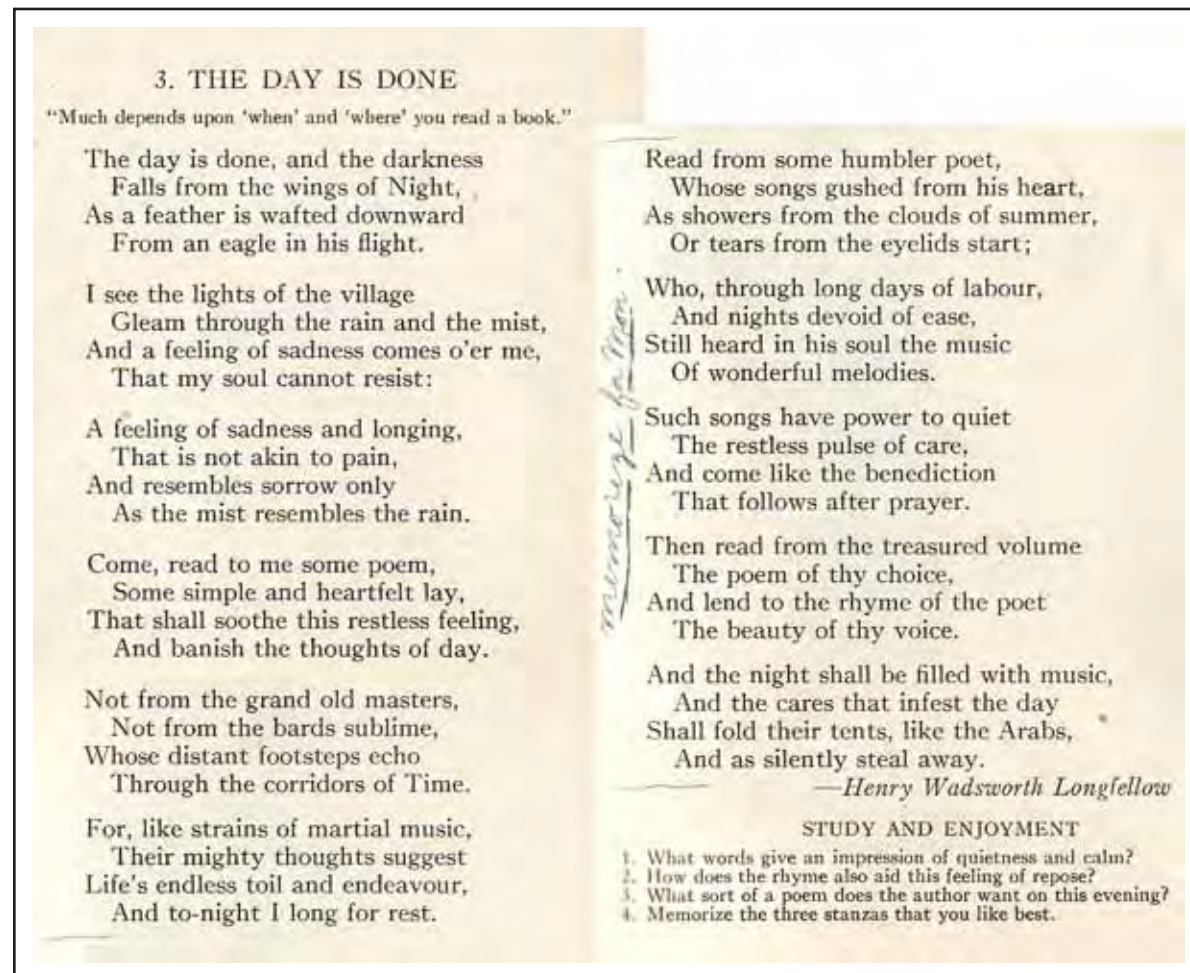 3. THE DAY IS DONE
"Much depends upon 'when' and 'where' you read a book."
The day is done, and the darkness
Falls from the wings of Night,
As a feather is wafted downward
From an eagle in his flight.
I see the lights of the village
Gleam through the rain and the mist,
And a feeling of sadness comes o'er me,
That my soul cannot resist:
A feeling of sadness and longing,
That is not akin to pain,
And resembles sorrow only
As the mist resembles the rain.
Come, read to me some poem,
Some simple and heartfelt lay,
That shall soothe this restless feeling,
And banish the thoughts of day.
Not from the grand old masters,
Not from the bards sublime,
Whose distant footsteps echo
Through the corridors of Time.
For, like strains of martial music,
Their mighty thoughts suggest
Life's endless toil and endeavour,
And to-night I long for rest.
memorize for Mon.
Read from some humbler poet,
Whose songs gushed from his heart,
As showers from the clouds of summer,
Or tears from the eyelids start;
Who, through long days of labour,
And nights devoid of ease,
Still heard in his soul the music
Of wonderful melodies.
Such songs have power to quiet
The restless pulse of care,
And come like the benediction
That follows after prayer.
Then read from the treasured volume
The poem of thy choice,
And lend to the rhyme of the poet
The beauty of thy voice.
And the night shall be filled with music,
And the cares that infest the day
Shall fold their tents, like the Arabs,
And as silently steal away.
—Henry Wadsworth Longfellow
STUDY AND ENJOYMENT
1. What words give an impression of quietness and calm?
2. How does the rhyme also aid this feeling of repose?
3. What sort of a poem does the author want on this evening?
4. Memorize the three stanzas that you like best.